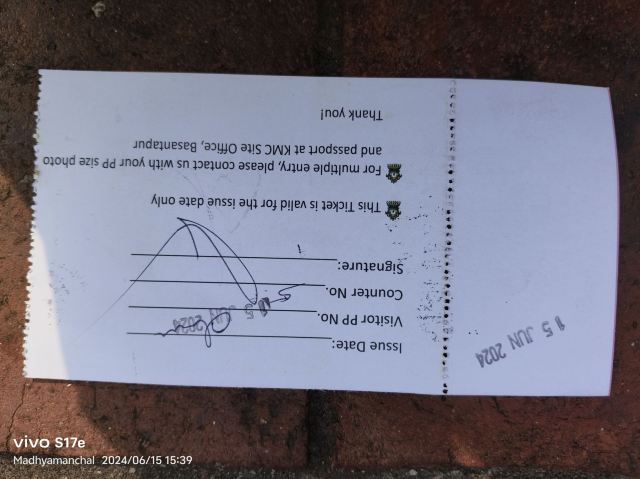 Issue Date:
Visitor PP No.
Counter No.
Signature:
This Ticket is valid for the issue date only
For multiple entry, please contact us with your PP size photo
and passport at KMC Site Office, Basantapur
Thank you!
15 JUN 2024
vivo S17e
Madhyamanchal 2024/06/15 15:39